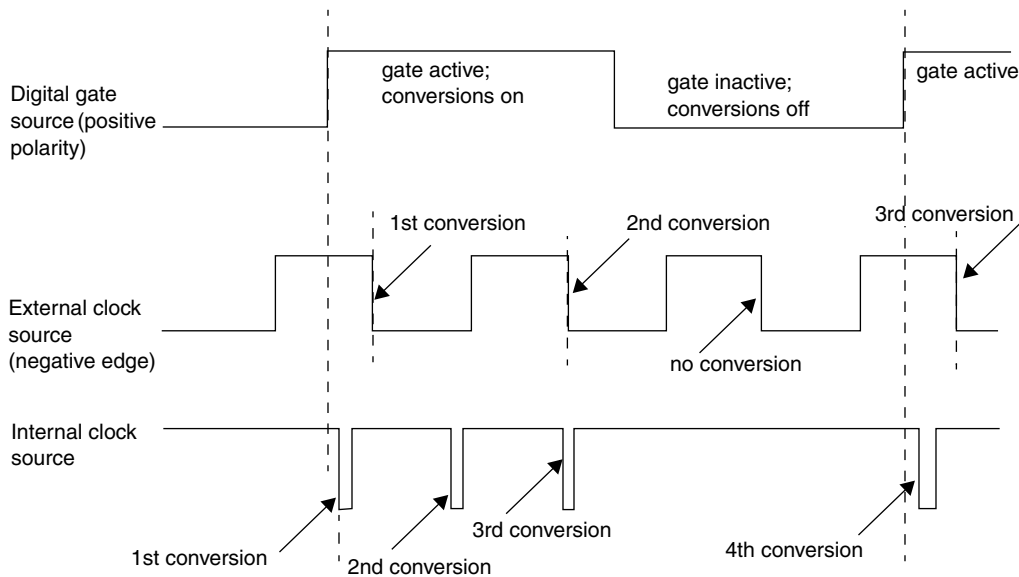 Digital gate
source (positive
polarity)
gate active;
conversions on
gate inactive;
conversions off
gate active
1st conversion
2nd conversion
3rd conversion
External clock
source
(negative edge)
no conversion
Internal clock
source
1st conversion
2nd conversion
3rd conversion
4th conversion